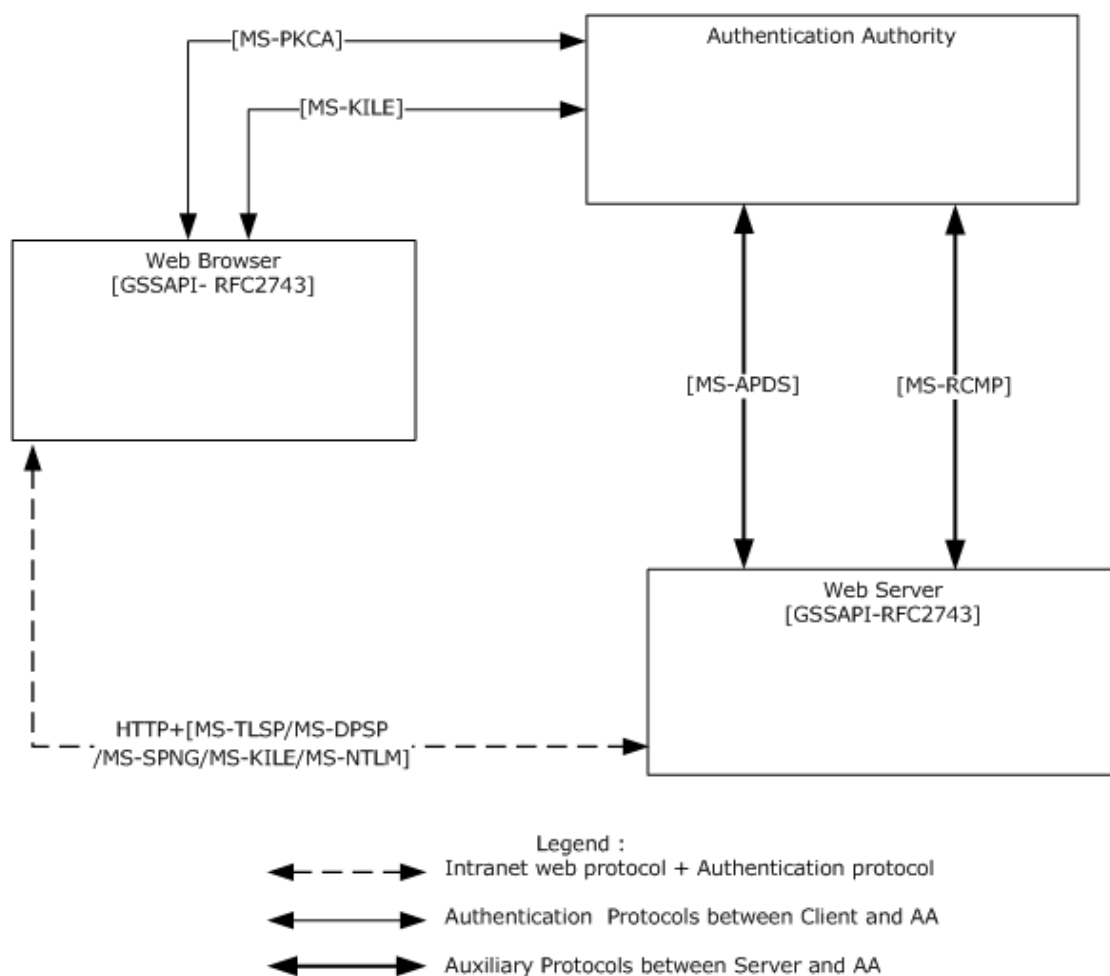 [MS-PKCA]
Authentication Authority
[MS-KILE]
Web Browser
[GSSAPI- RFC2743]
[MS-APDS]
[MS-RCMP]
Web Server
[GSSAPI-RFC2743]
HTTP+[MS-TLSP/MS-DPSP
/MS-SPNG/MS-KILE/MS-NTLM]
Legend :
Intranet web protocol + Authentication protocol
Authentication Protocols between Client and AA
Auxiliary Protocols between Server and AA